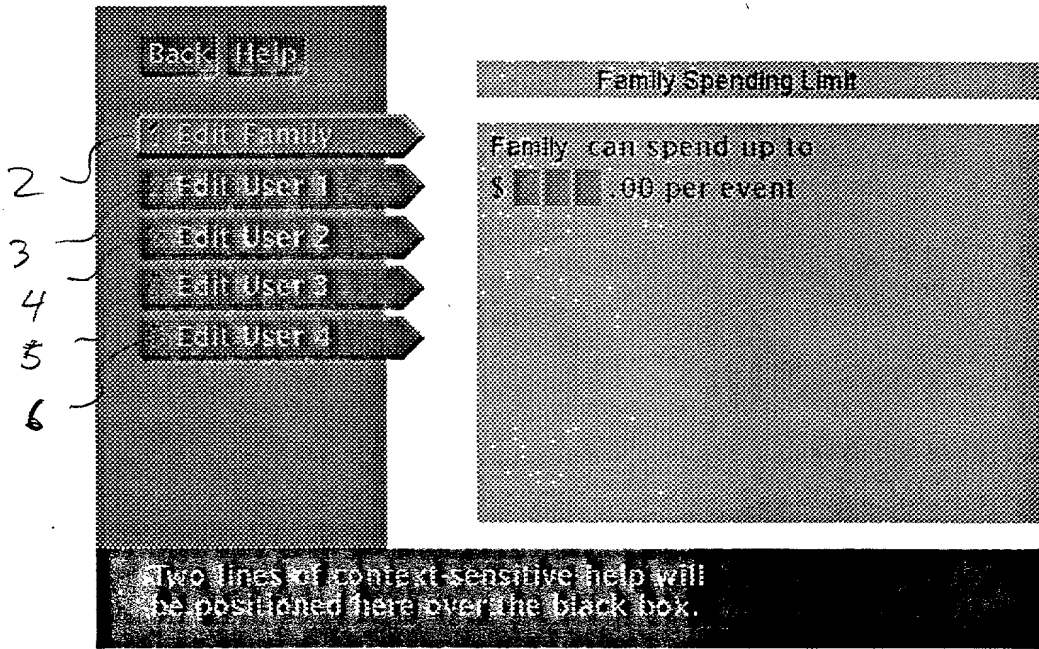 Back Help
Family Spending Limit
2 Edit Family
Edit User 1
Edit User 2
Edit User 3
Edit User 4
Family can spend up to
$ .00 per event
2
3
4
5
6
Two lines of context-sensitive help will
be positioned here over the black box.